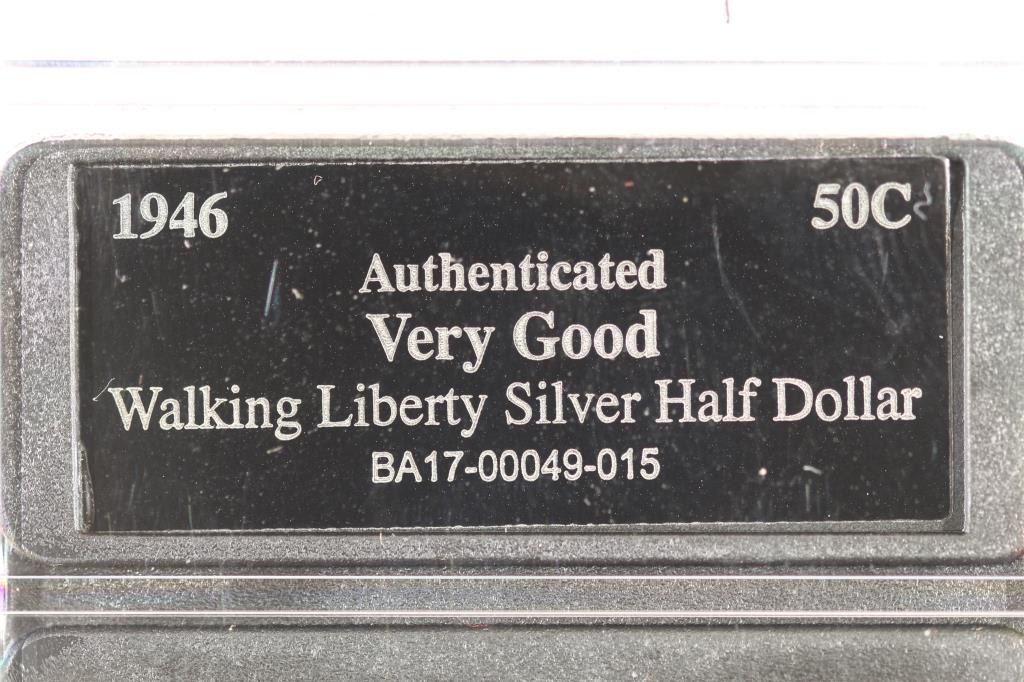 1946 50C
Authenticated
Very Good
Walking Liberty Silver Half Dollar
BA17-00049-015